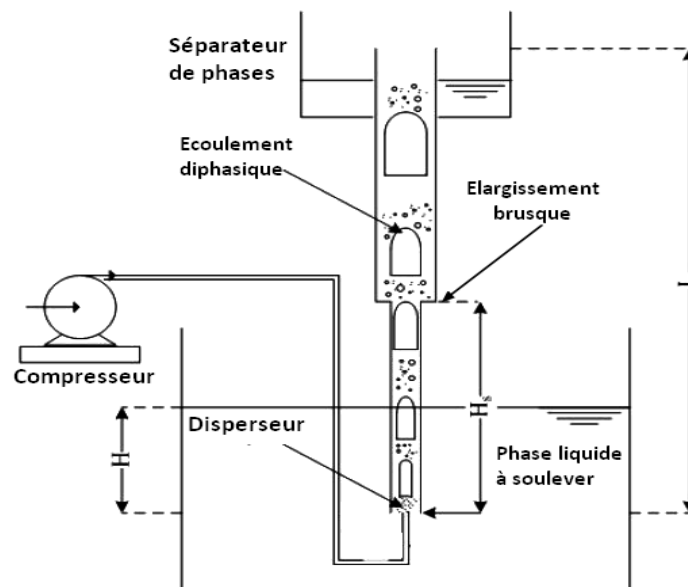 Séparateur
de phases
Ecoulement
diphasique
Elargissement
brusque
Compresseur
H
Disperseur
Hs
Phase liquide
à soulever